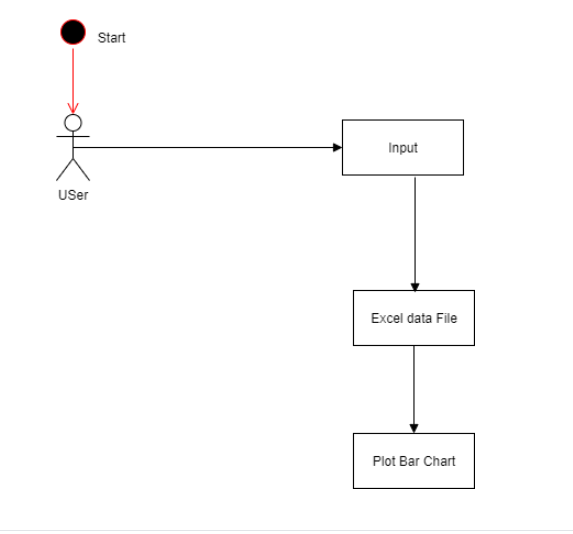 Start
USer
Input
Excel data File
Plot Bar Chart